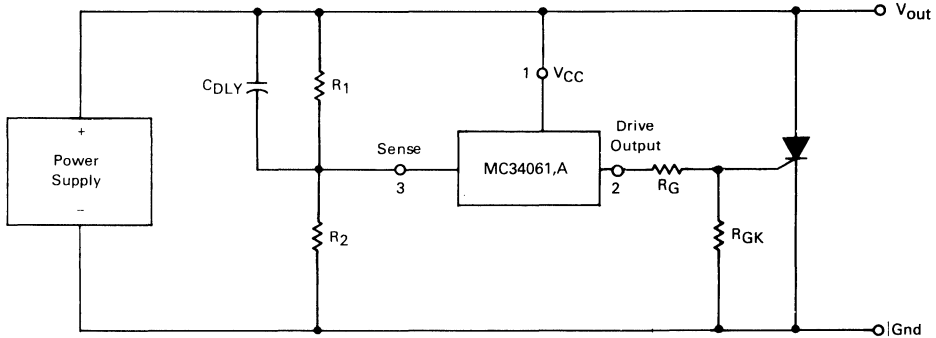 Vout
1 VCC
CDLY
R1
+
Power
Supply
–
Sense
3
MC34061,A
Drive
Output
2
RG
R2
RGK
Gnd